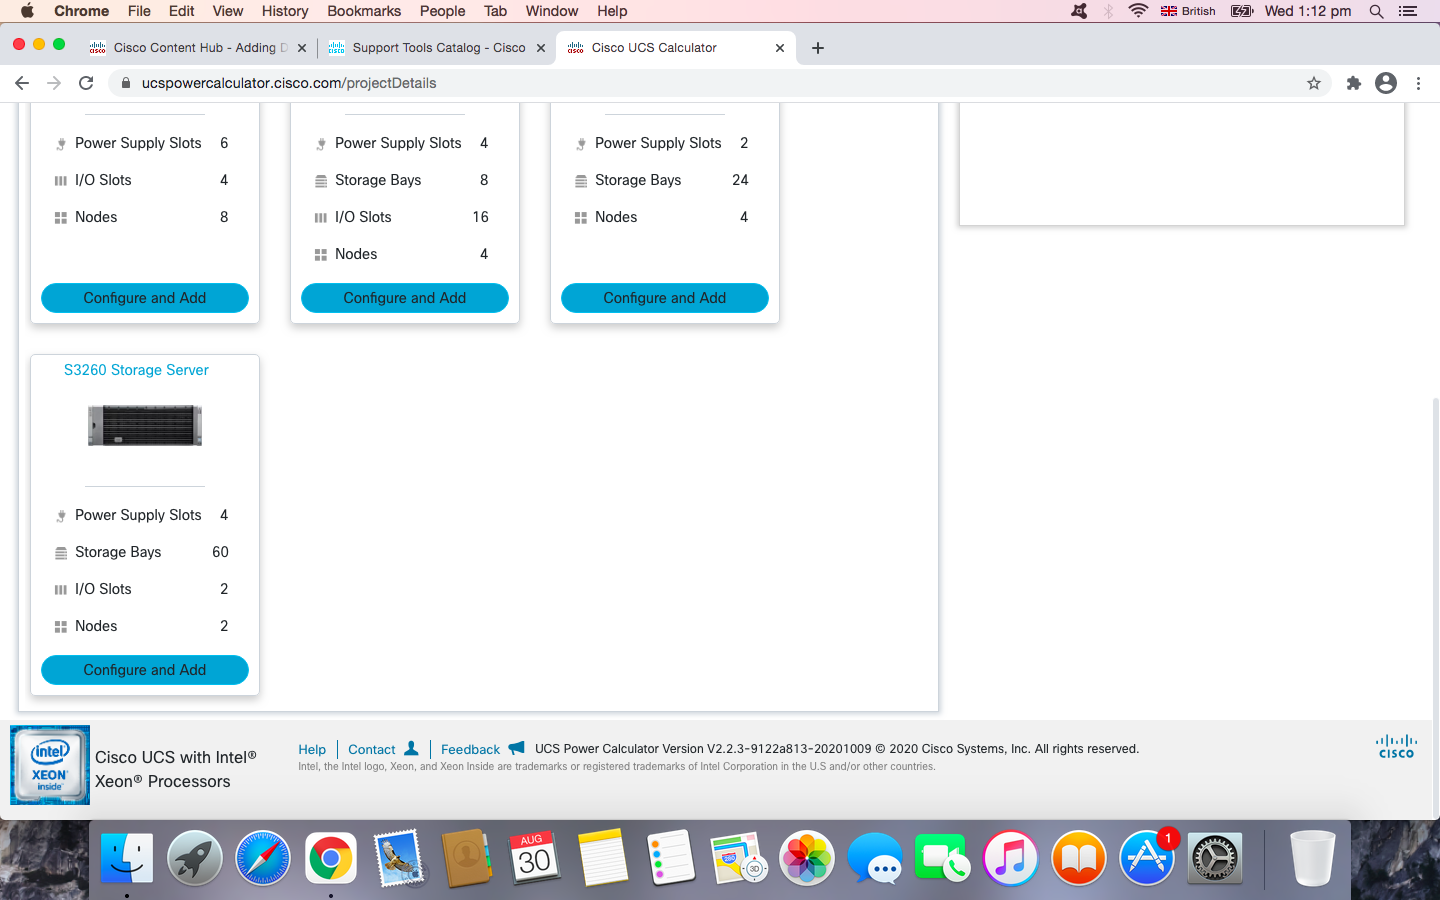 Chrome File Edit View History Bookmarks People Tab Window Help British Wed 1:12 pm
Cisco Content Hub - Adding D Support Tools Catalog - Cisco Cisco UCS Calculator
ucspowercalculator.cisco.com/projectDetails
Power Supply Slots 6
I/O Slots 4
Nodes 8
Configure and Add
Power Supply Slots 4
Storage Bays 8
I/O Slots 16
Nodes 4
Configure and Add
Power Supply Slots 2
Storage Bays 24
Nodes 4
Configure and Add
S3260 Storage Server
Power Supply Slots 4
Storage Bays 60
I/O Slots 2
Nodes 2
Configure and Add
intel
XEON
inside
Cisco UCS with Intel®
Xeon® Processors
Help Contact Feedback UCS Power Calculator Version V2.2.3-9122a813-20201009 © 2020 Cisco Systems, Inc. All rights reserved.
Intel, the Intel logo, Xeon, and Xeon Inside are trademarks or registered trademarks of Intel Corporation in the U.S and/or other countries.
CISCO
AUG
30
280
3D
1